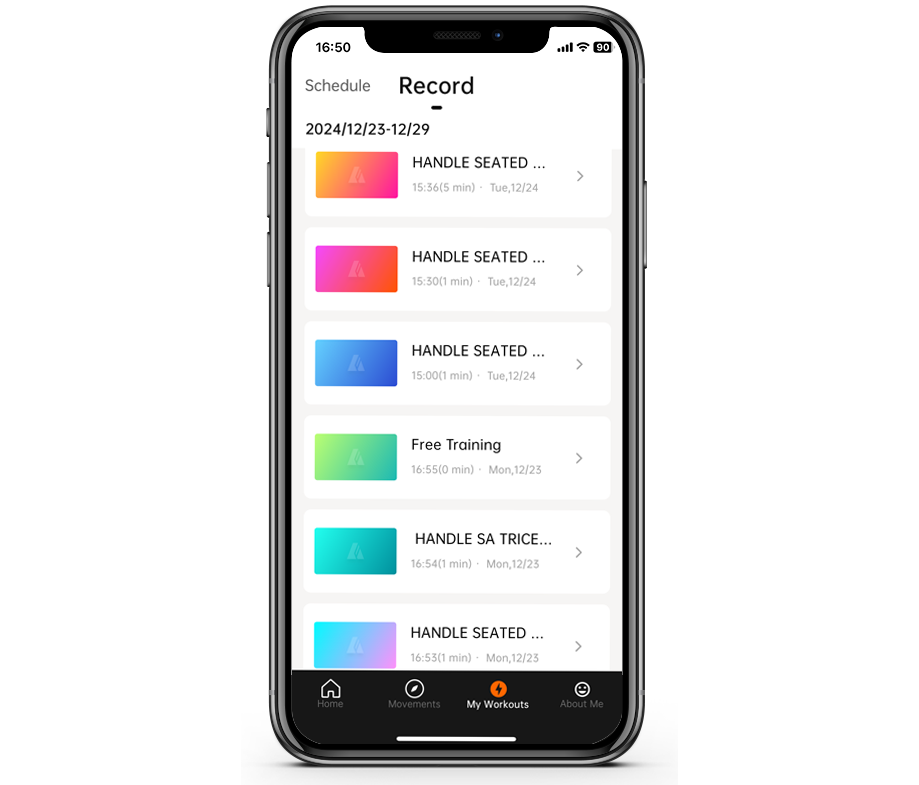 16:50
90
Schedule
Record
2024/12/23-12/29
HANDLE SEATED ...
15:36(5 min) · Tue,12/24
HANDLE SEATED ...
15:30(1 min) · Tue,12/24
HANDLE SEATED ...
15:00(1 min) · Tue,12/24
Free Training
16:55(0 min) · Mon,12/23
HANDLE SA TRICE...
16:54(1 min) · Mon,12/23
HANDLE SEATED ...
16:53(1 min) · Mon,12/23
Home
Movements
My Workouts
About Me